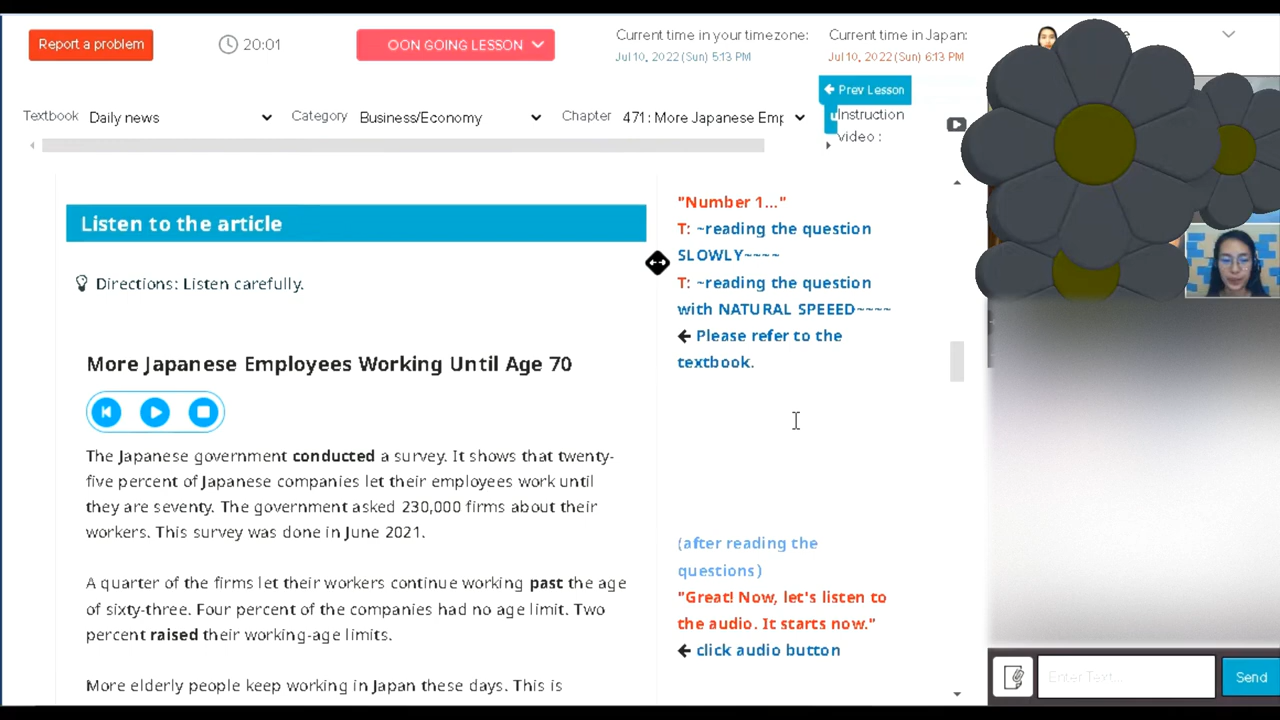 Report a problem
20:01
OON GOING LESSON
Current time in your timezone:
Jul 10, 2022 (Sun) 5:13 PM
Current time in Japan:
Jul 10, 2022 (Sun) 6:13 PM
Prev Lesson
Textbook Daily news
Category Business/Economy
Chapter 471: More Japanese Emp
Instruction
video :
Listen to the article
Directions: Listen carefully.
More Japanese Employees Working Until Age 70
The Japanese government conducted a survey. It shows that twenty-
five percent of Japanese companies let their employees work until
they are seventy. The government asked 230,000 firms about their
workers. This survey was done in June 2021.
A quarter of the firms let their workers continue working past the age
of sixty-three. Four percent of the companies had no age limit. Two
percent raised their working-age limits.
More elderly people keep working in Japan these days. This is
"Number 1..."
T: ~reading the question
SLOWLY~~~~
T: ~reading the question
with NATURAL SPEEED~~~~
← Please refer to the
textbook.
(after reading the
questions)
"Great! Now, let's listen to
the audio. It starts now."
← click audio button
Enter Text...
Send